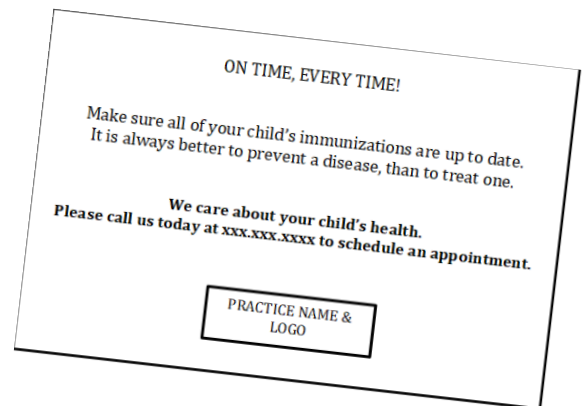 ON TIME, EVERY TIME!
Make sure all of your child's immunizations are up to date.
It is always better to prevent a disease, than to treat one.
We care about your child's health.
Please call us today at xxx.xxx.xxxx to schedule an appointment.
PRACTICE NAME &
LOGO